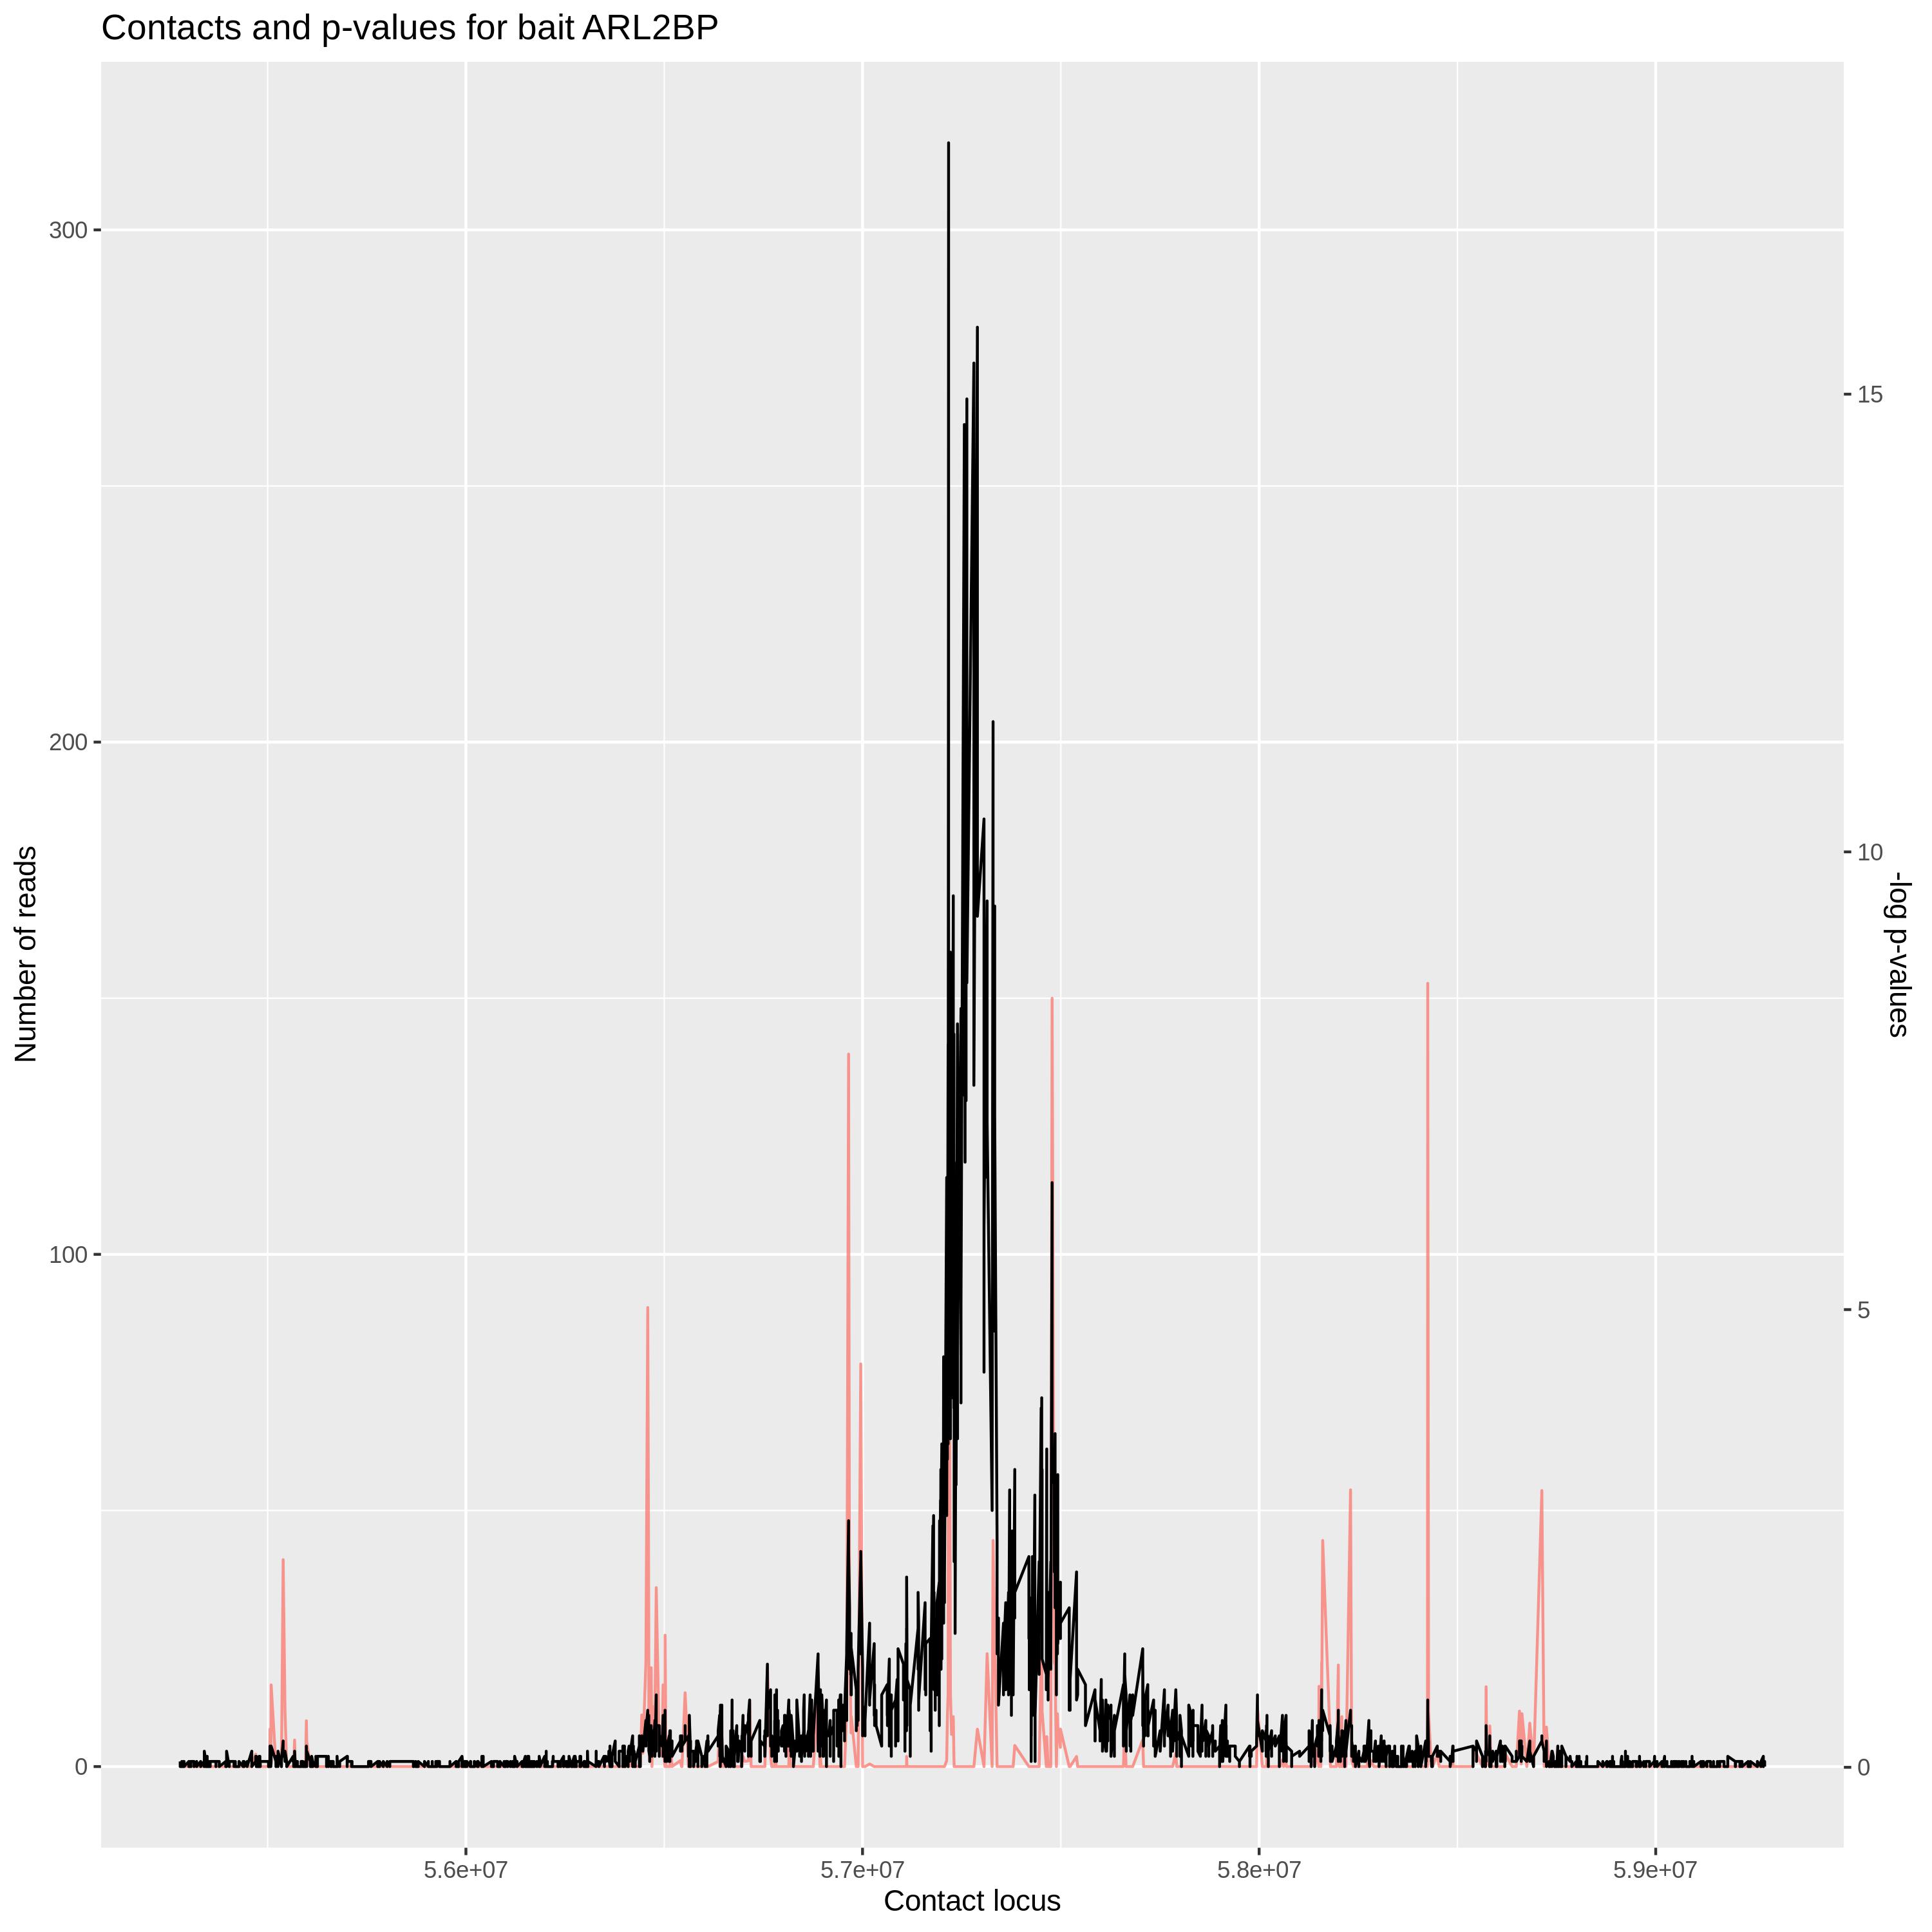 Contacts and p-values for bait ARL2BP
300
200
100
0
Number of reads
15
10
5
0
-log p-values
5.6e+07
5.7e+07
5.8e+07
5.9e+07
Contact locus